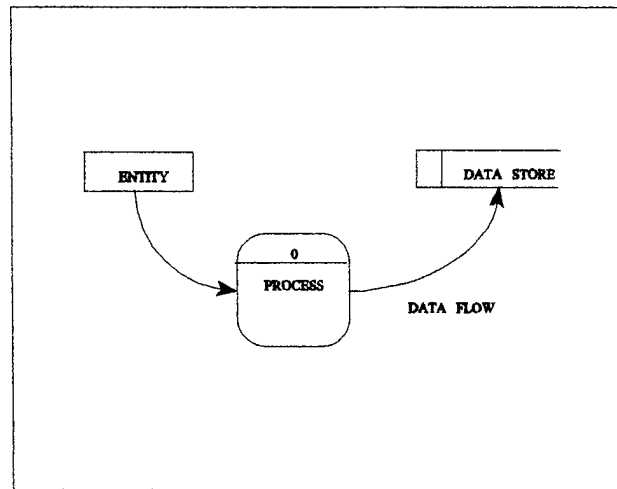 ENTITY
DATA STORE
0
PROCESS
DATA FLOW